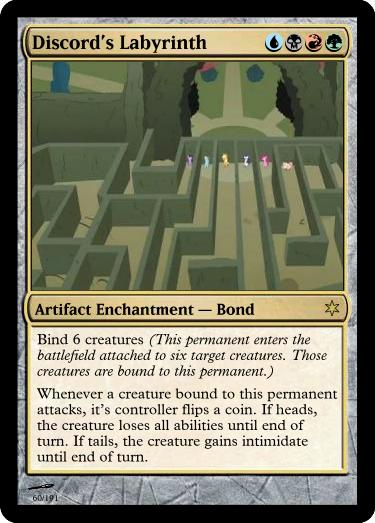 Discord's Labyrinth
Artifact Enchantment — Bond
Bind 6 creatures (This permanent enters the
battlefield attached to six target creatures. Those
creatures are bound to this permanent.)
Whenever a creature bound to this permanent
attacks, it's controller flips a coin. If heads,
the creature loses all abilities until end of
turn. If tails, the creature gains intimidate
until end of turn.
60/191